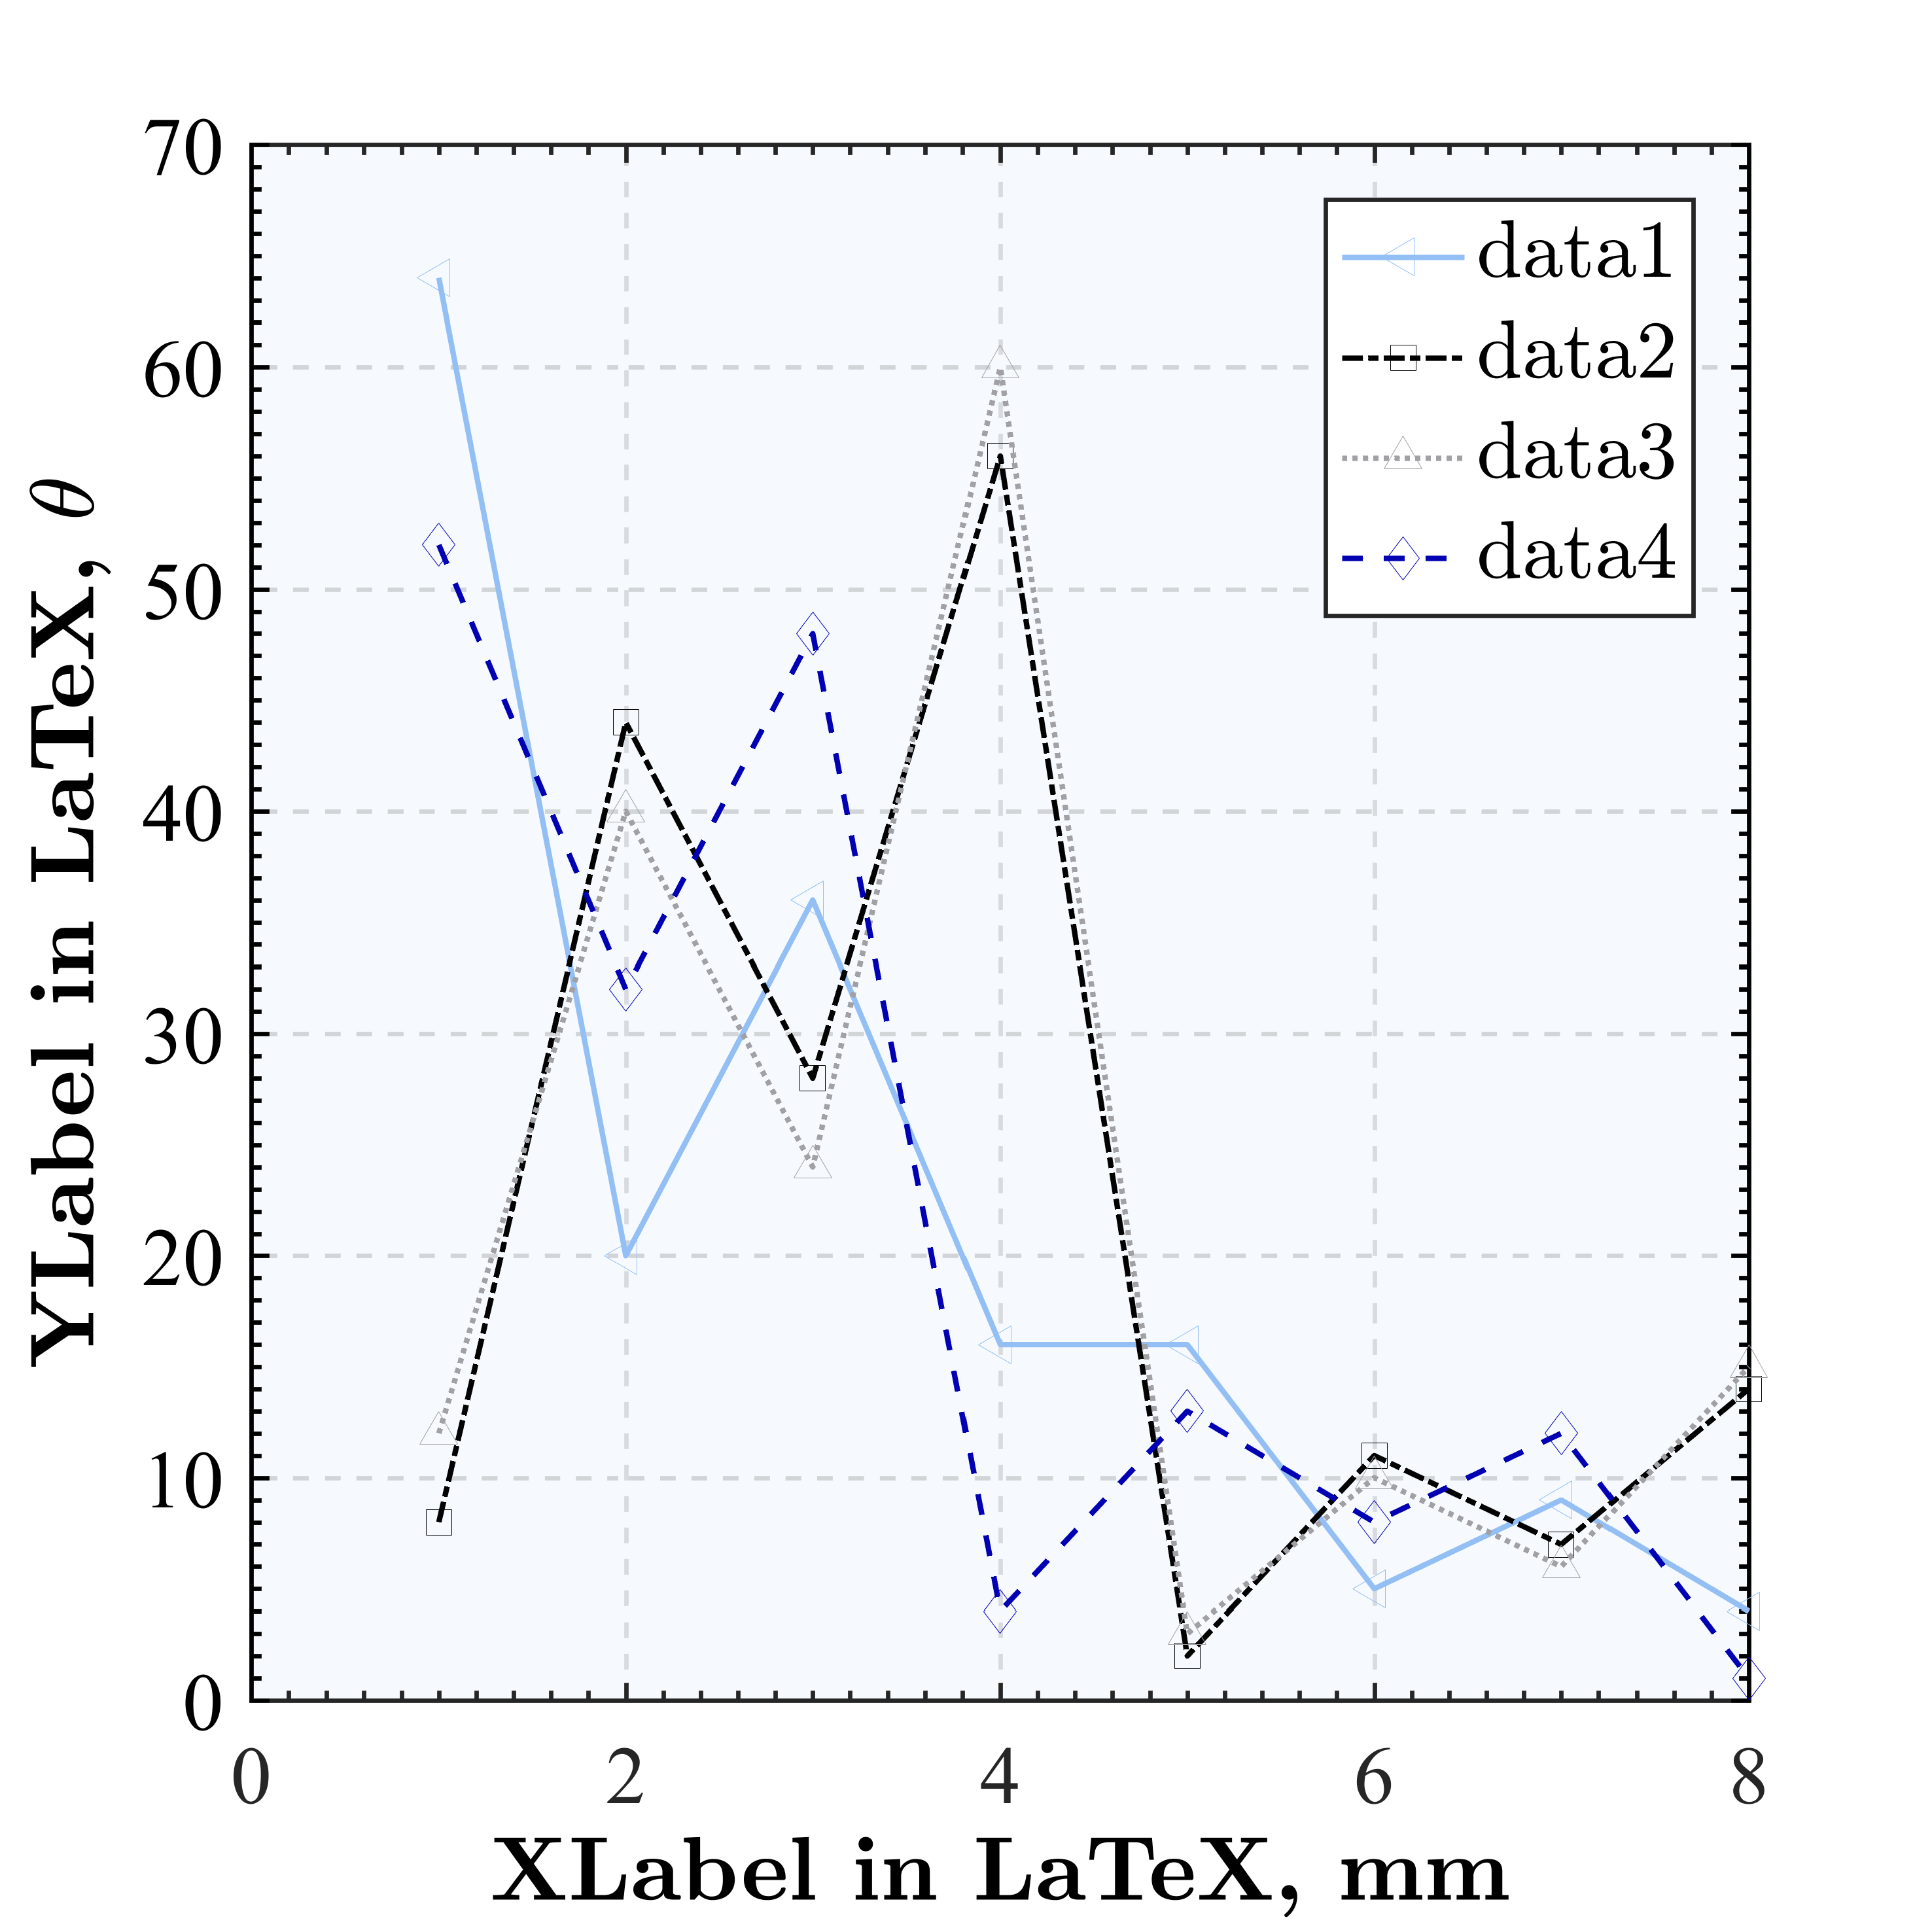 70
60
50
40
30
20
10
0
0 2 4 6 8
YLabel in LaTeX, θ
XLabel in LaTeX, mm
data1
data2
data3
data4